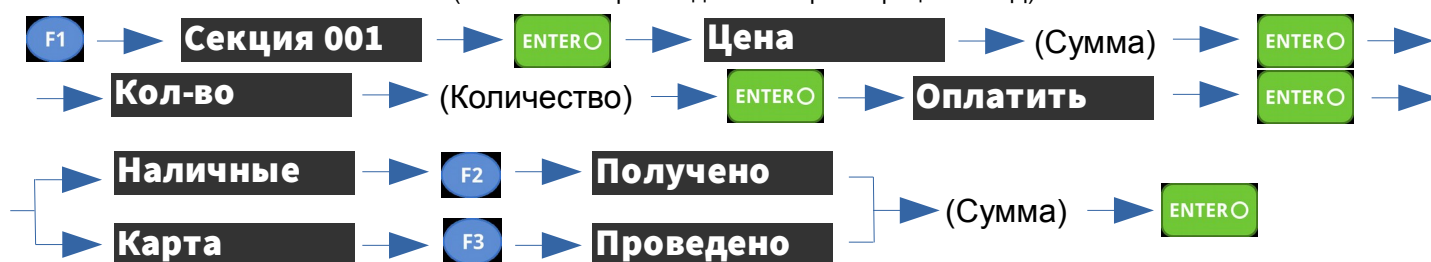 F1 Секция 001 ENTER Цена (Сумма) ENTER
Кол-во (Количество) ENTER Оплатить ENTER
Наличные F2 Получено
(Сумма) ENTER
Карта F3 Проведено